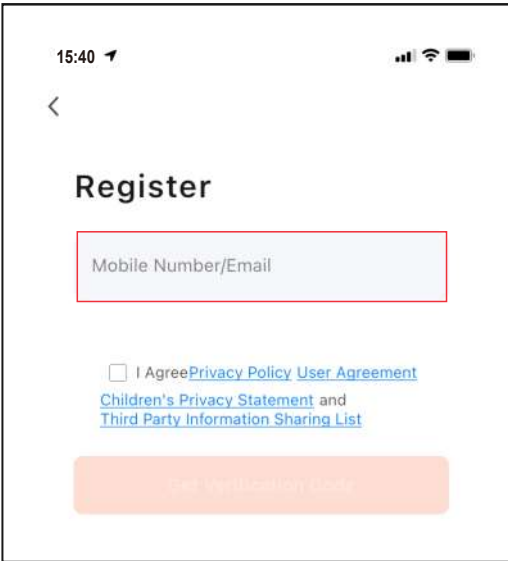 15:40
Register
Mobile Number/Email
I AgreePrivacy Policy User Agreement
Children's Privacy Statement and
Third Party Information Sharing List
Get Verification Code